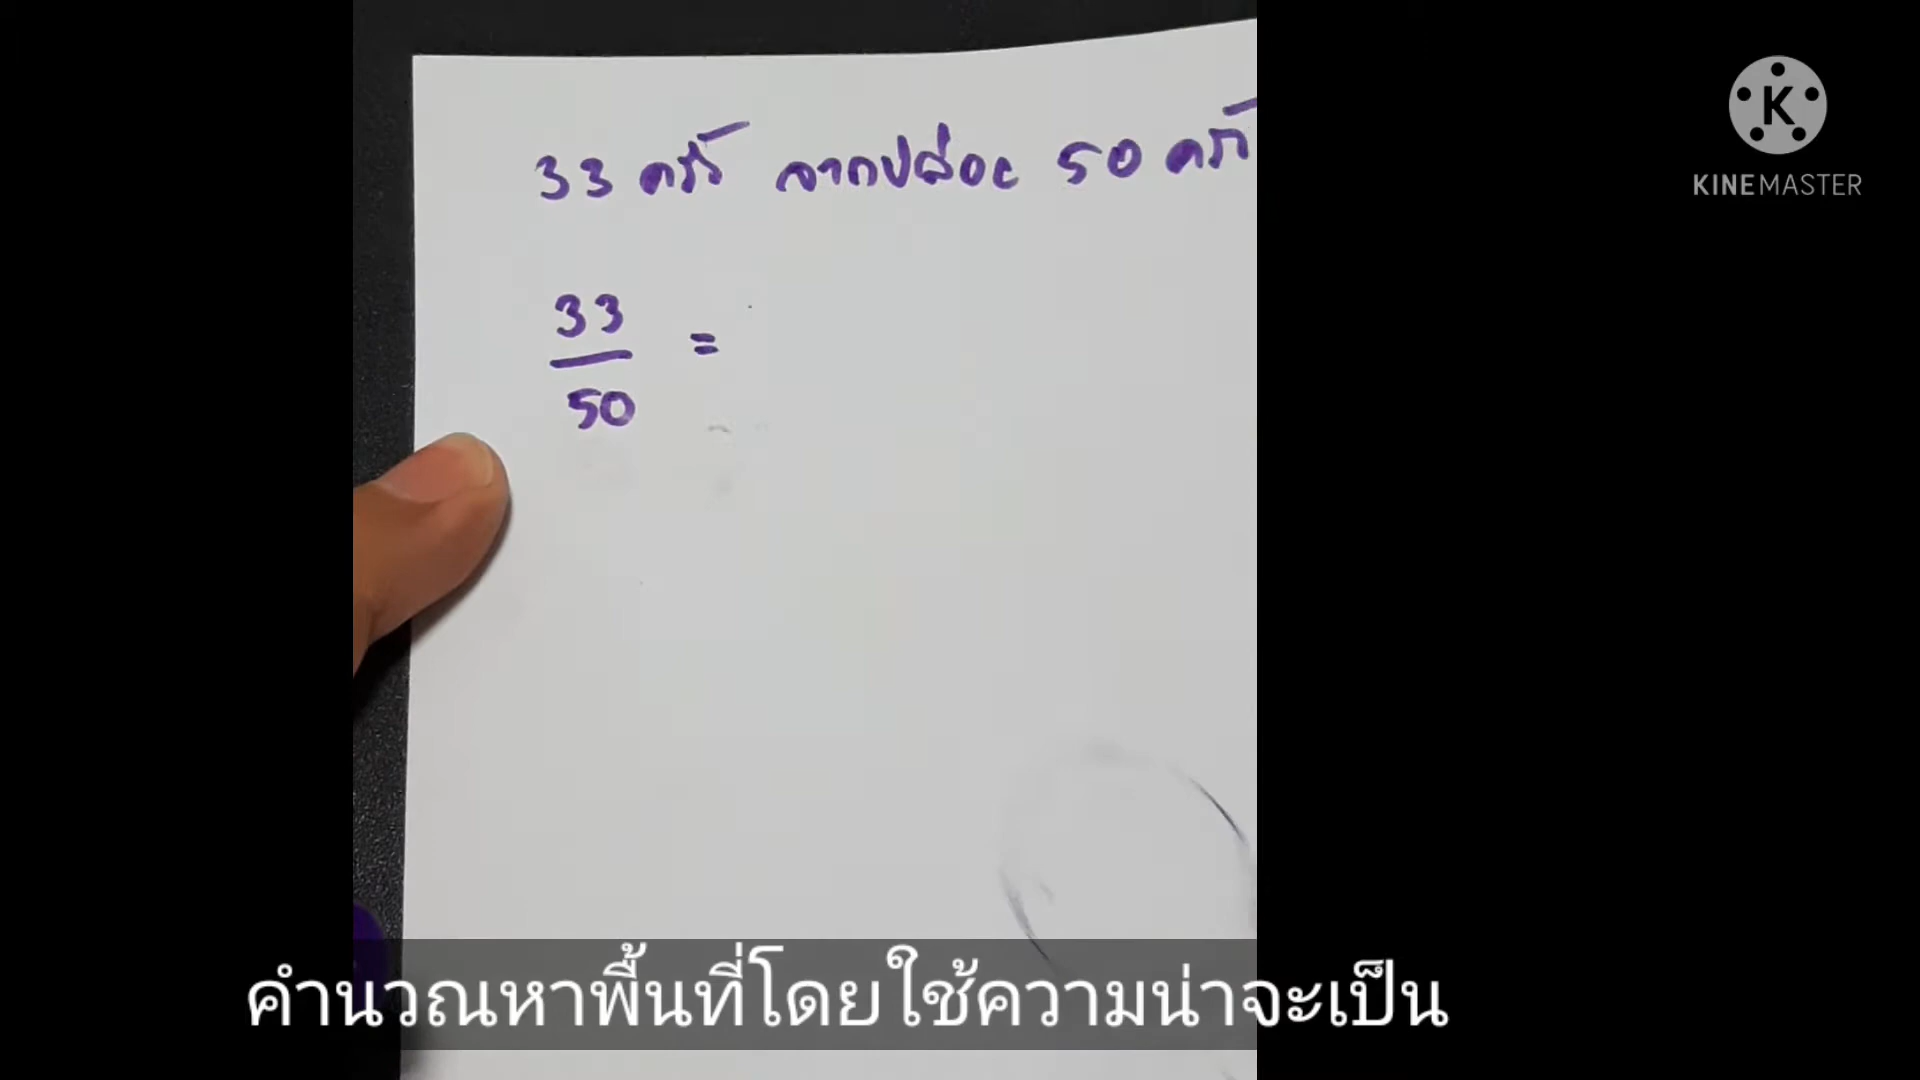 33 ครั้ง จากปล่อย 50 ครั้
33
50
=
K
KINEMASTER
คำนวณหาพื้นที่โดยใช้ความน่าจะเป็น